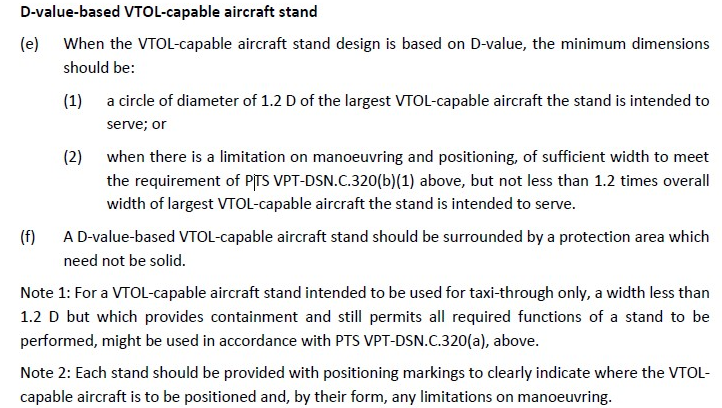 D-value-based VTOL-capable aircraft stand
(e) When the VTOL-capable aircraft stand design is based on D-value, the minimum dimensions
should be:
(1) a circle of diameter of 1.2 D of the largest VTOL-capable aircraft the stand is intended to
serve; or
(2) when there is a limitation on manoeuvring and positioning, of sufficient width to meet
the requirement of PTS VPT-DSN.C.320(b)(1) above, but not less than 1.2 times overall
width of largest VTOL-capable aircraft the stand is intended to serve.
(f) A D-value-based VTOL-capable aircraft stand should be surrounded by a protection area which
need not be solid.
Note 1: For a VTOL-capable aircraft stand intended to be used for taxi-through only, a width less than
1.2 D but which provides containment and still permits all required functions of a stand to be
performed, might be used in accordance with PTS VPT-DSN.C.320(a), above.
Note 2: Each stand should be provided with positioning markings to clearly indicate where the VTOL-
capable aircraft is to be positioned and, by their form, any limitations on manoeuvring.